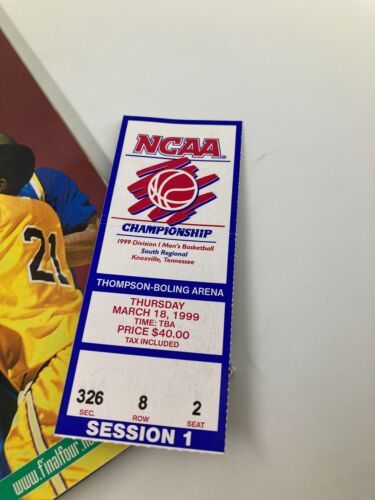 NCAA®
CHAMPIONSHIP
1999 Division I Men's Basketball
South Regional
Knoxville, Tennessee
THOMPSON-BOLING ARENA
THURSDAY
MARCH 18, 1999
TIME: TBA
PRICE $40.00
TAX INCLUDED
326 8 2
SEC. ROW SEAT
SESSION 1
21
www.finalfour.n